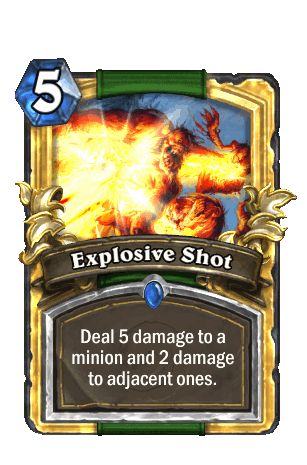 5
Explosive Shot
Deal 5 damage to a
minion and 2 damage
to adjacent ones.